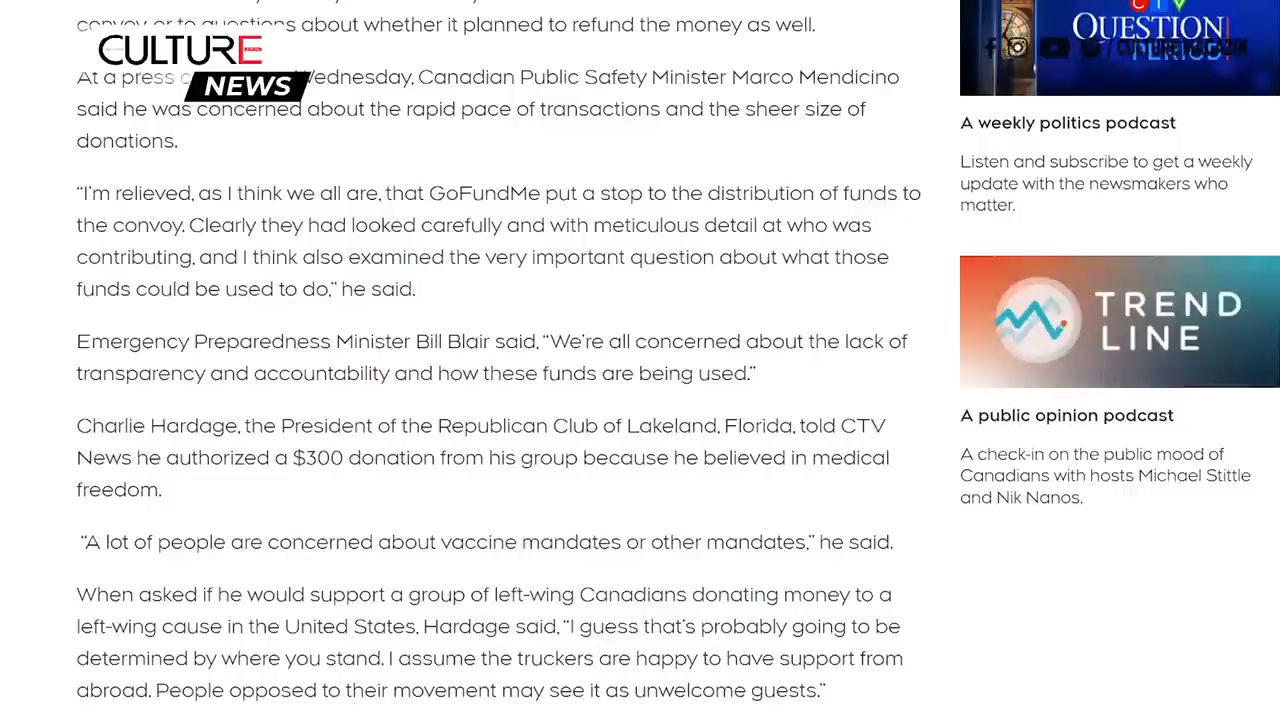 convoy or to questions about whether it planned to refund the money as well.
CULTURE
NEWS
At a press Wednesday, Canadian Public Safety Minister Marco Mendicino
said he was concerned about the rapid pace of transactions and the sheer size of
donations.
“I’m relieved, as I think we all are, that GoFundMe put a stop to the distribution of funds to
the convoy. Clearly they had looked carefully and with meticulous detail at who was
contributing, and I think also examined the very important question about what those
funds could be used to do,” he said.
Emergency Preparedness Minister Bill Blair said, “We’re all concerned about the lack of
transparency and accountability and how these funds are being used.”
Charlie Hardage, the President of the Republican Club of Lakeland, Florida, told CTV
News he authorized a $300 donation from his group because he believed in medical
freedom.
“A lot of people are concerned about vaccine mandates or other mandates,” he said.
When asked if he would support a group of left-wing Canadians donating money to a
left-wing cause in the United States, Hardage said, “I guess that’s probably going to be
determined by where you stand. I assume the truckers are happy to have support from
abroad. People opposed to their movement may see it as unwelcome guests.”
CTV
QUESTION
PERIOD
A weekly politics podcast
Listen and subscribe to get a weekly
update with the newsmakers who
matter.
TREND
LINE
A public opinion podcast
A check-in on the public mood of
Canadians with hosts Michael Stittle
and Nik Nanos.